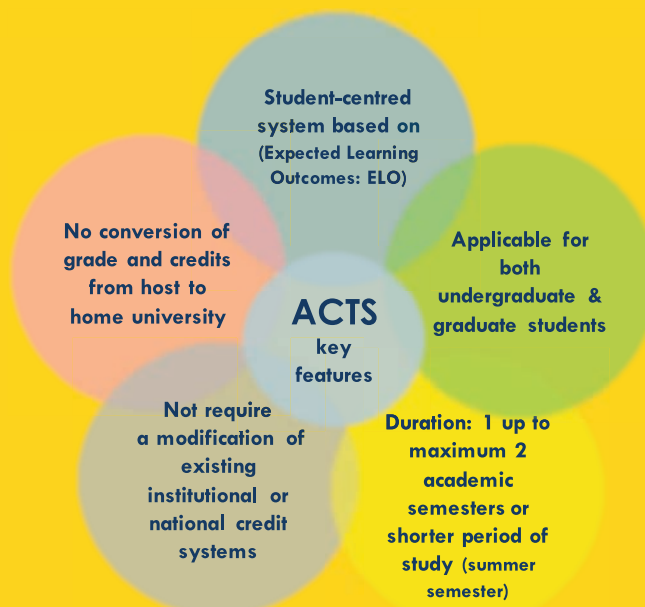 Student-centred
system based on
(Expected Learning
Outcomes: ELO)
No conversion of
grade and credits
from host to
home university
Applicable for
both
undergraduate &
graduate students
ACTS
key
features
Not require
a modification of
existing
institutional or
national credit
systems
Duration: 1 up to
maximum 2
academic
semesters or
shorter period of
study (summer
semester)